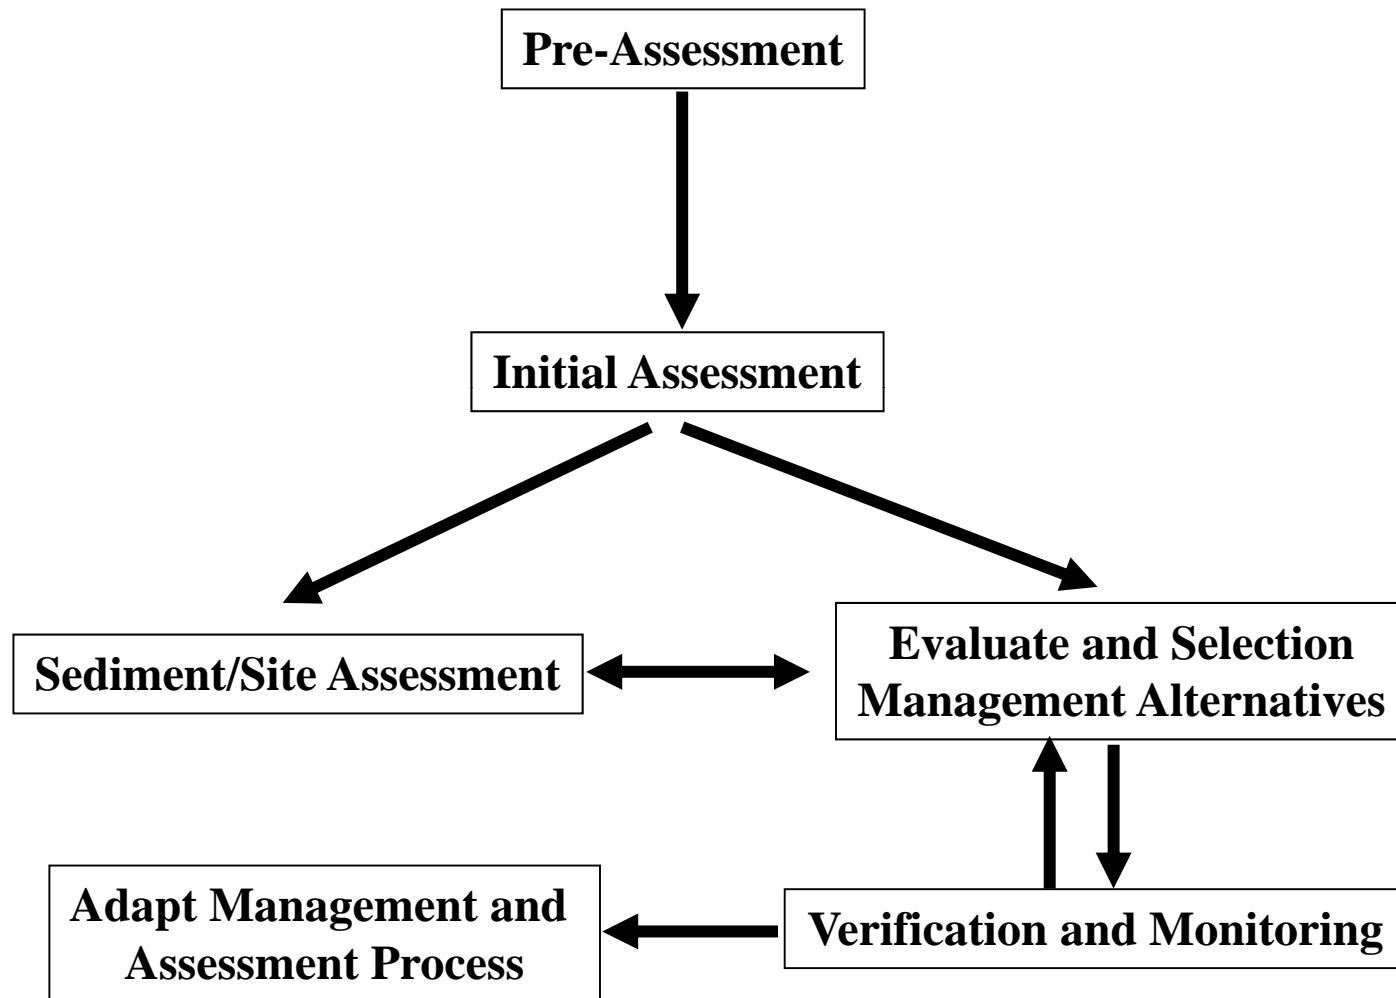 Pre-Assessment
Initial Assessment
Sediment/Site Assessment
Evaluate and Selection
Management Alternatives
Adapt Management and
Assessment Process
Verification and Monitoring